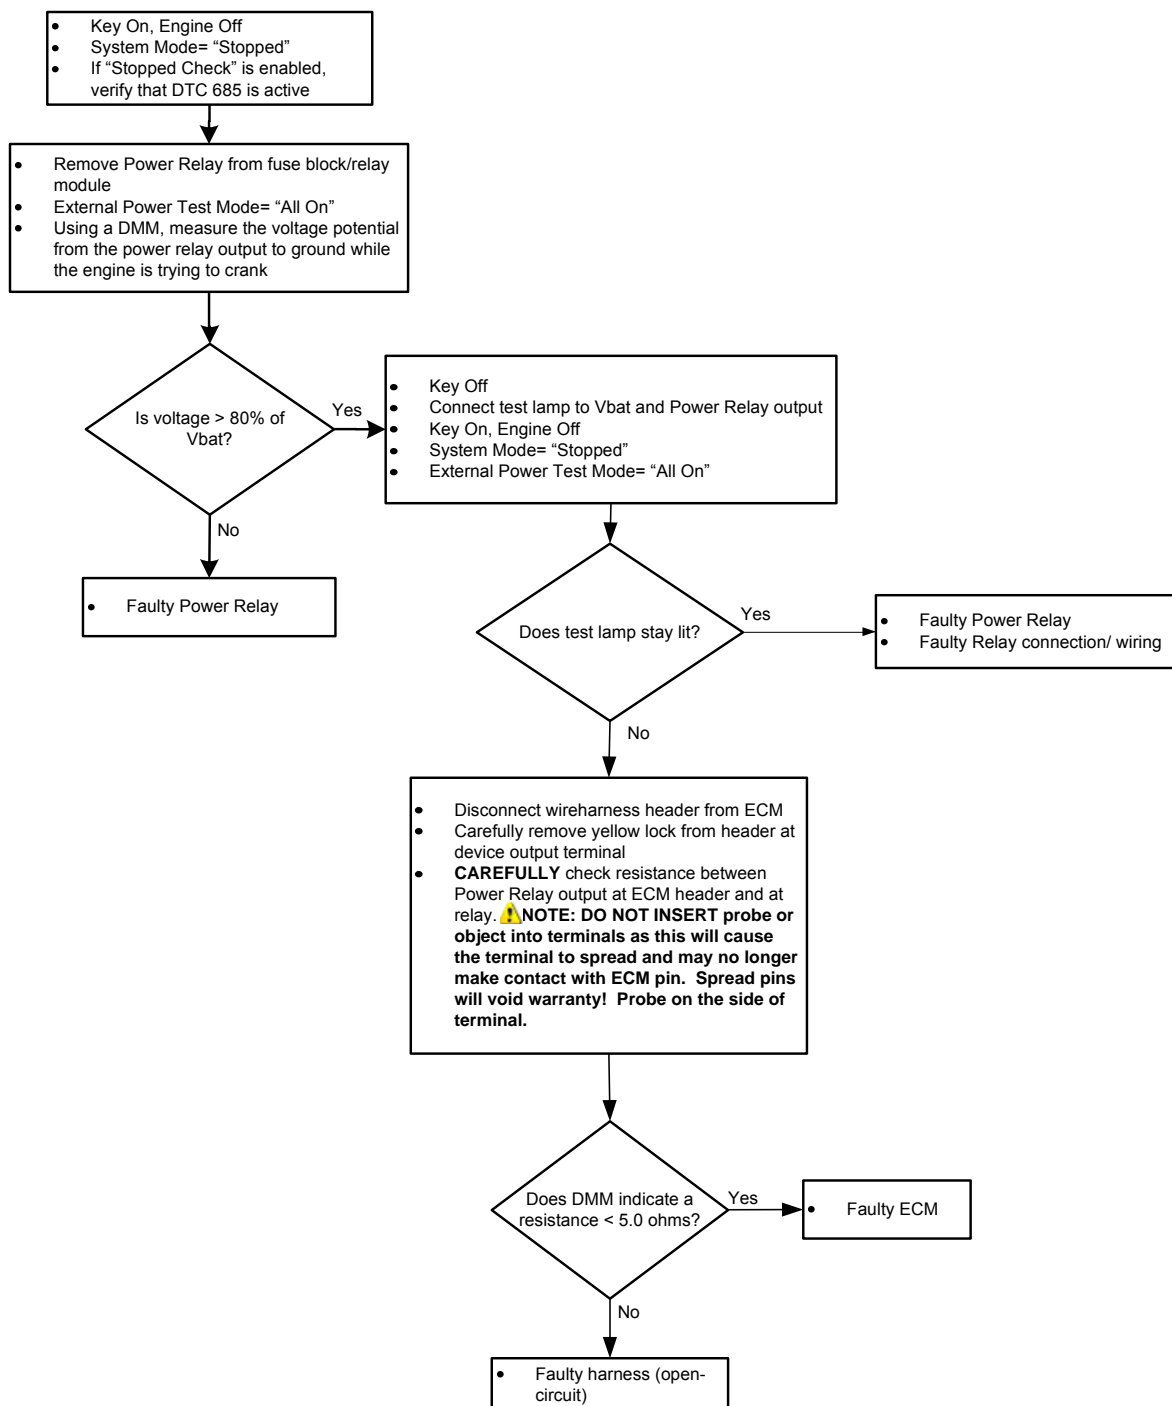 • Key On, Engine Off
• System Mode= “Stopped”
• If “Stopped Check” is enabled,
verify that DTC 685 is active
• Remove Power Relay from fuse block/relay
module
• External Power Test Mode= “All On”
• Using a DMM, measure the voltage potential
from the power relay output to ground while
the engine is trying to crank
Is voltage > 80% of
Vbat?
Yes
No
• Faulty Power Relay
• Key Off
• Connect test lamp to Vbat and Power Relay output
• Key On, Engine Off
• System Mode= “Stopped”
• External Power Test Mode= “All On”
Does test lamp stay lit?
Yes
• Faulty Power Relay
• Faulty Relay connection/ wiring
No
• Disconnect wireharness header from ECM
• Carefully remove yellow lock from header at
device output terminal
• CAREFULLY check resistance between
Power Relay output at ECM header and at
relay. NOTE: DO NOT INSERT probe or
object into terminals as this will cause
the terminal to spread and may no longer
make contact with ECM pin. Spread pins
will void warranty! Probe on the side of
terminal.
Does DMM indicate a
resistance < 5.0 ohms?
Yes
• Faulty ECM
No
• Faulty harness (open-
circuit)